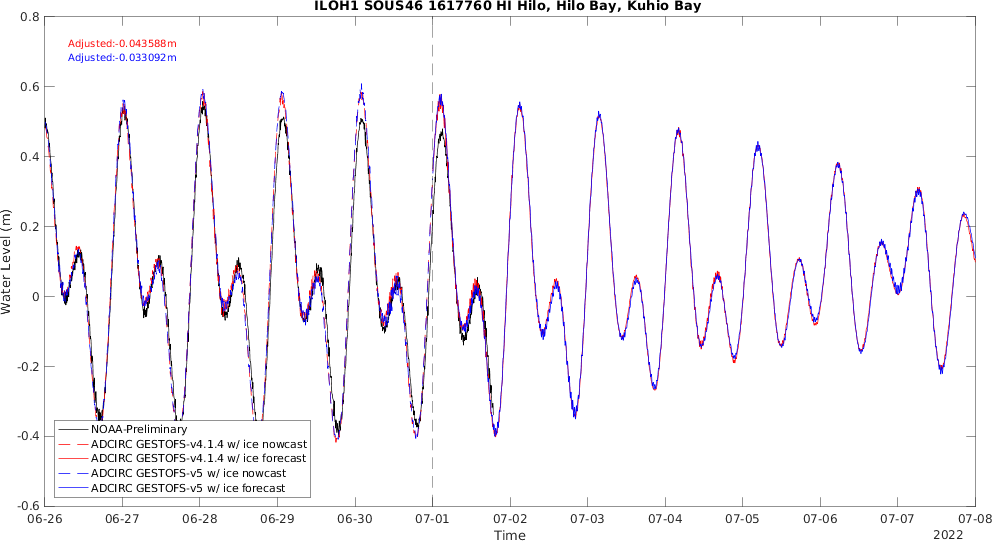 ILOH1 SOUS46 1617760 HI Hilo, Hilo Bay, Kuhio Bay
0.8
Adjusted:-0.043588m
Adjusted:-0.033092m
0.6
0.4
0.2
0
-0.2
-0.4
-0.6
Water Level (m)
NOAA-Preliminary
ADCIRC GESTOFS-v4.1.4 w/ ice nowcast
ADCIRC GESTOFS-v4.1.4 w/ ice forecast
ADCIRC GESTOFS-v5 w/ ice nowcast
ADCIRC GESTOFS-v5 w/ ice forecast
06-26 06-27 06-28 06-29 06-30 07-01 07-02 07-03 07-04 07-05 07-06 07-07 07-08
Time
2022